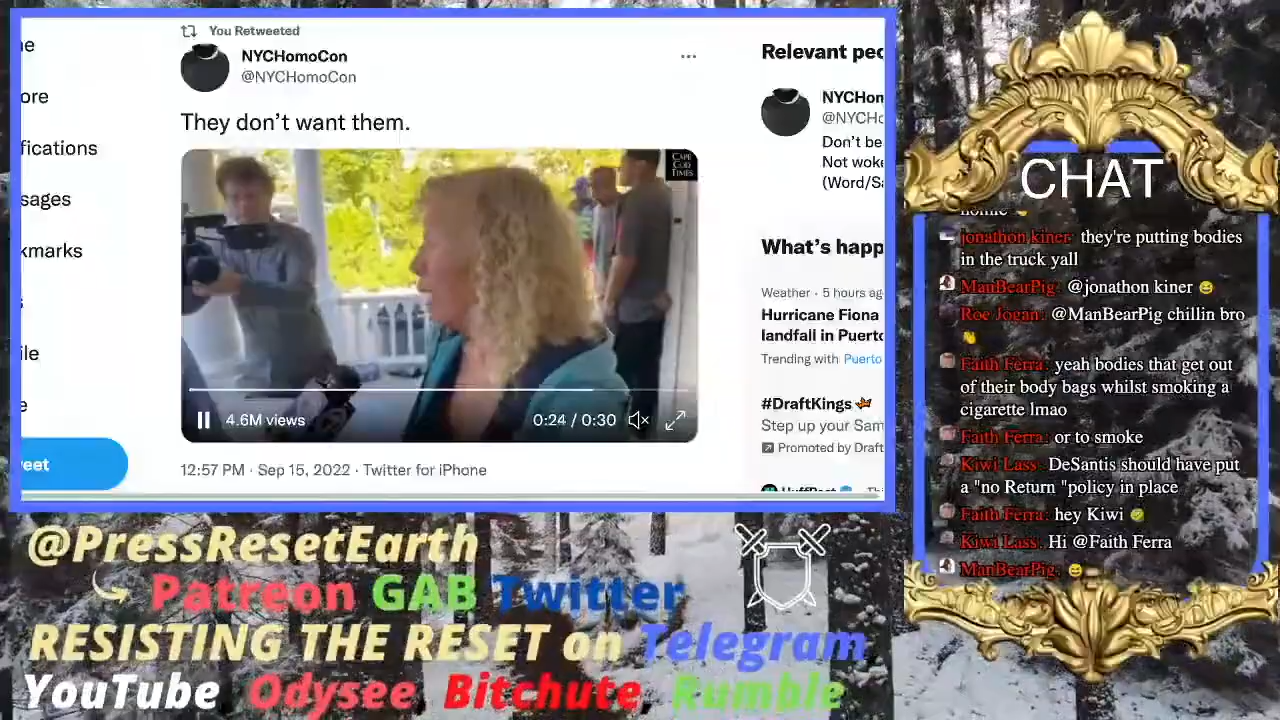 You Retweeted
NYCHomoCon
@NYCHomoCon
They don't want them.
CAPE
COD
TIMES
4.6M views
0:24 / 0:30
12:57 PM · Sep 15, 2022 · Twitter for iPhone
ne
ore
fications
sages
kmarks
s
ile
e
eet
Relevant peo
NYCHon
@NYCHo
Don't be
Not woke
(Word/Sa
What's happ
Weather · 5 hours ag
Hurricane Fiona
landfall in Puerto
Trending with Puerto
#DraftKings
Step up your Sam
Promoted by Draft
HuffPost
CHAT
home
jonathon kiner: they're putting bodies
in the truck yall
ManBearPig: @jonathon kiner
Roe Jogan: @ManBearPig chillin bro
Faith Ferra: yeah bodies that get out
of their body bags whilst smoking a
cigarette lmao
Faith Ferra: or to smoke
Kiwi Lass: DeSantis should have put
a "no Return "policy in place
Faith Ferra: hey Kiwi
Kiwi Lass: Hi @Faith Ferra
ManBearPig:
@PressResetEarth
Patreon GAB Twitter
RESISTING THE RESET on Telegram
YouTube Odysee Bitchute Rumble